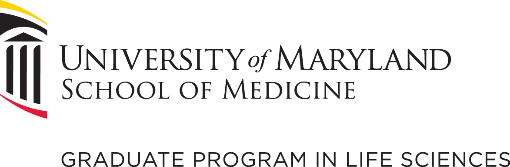 UNIVERSITY of MARYLAND
SCHOOL OF MEDICINE
GRADUATE PROGRAM IN LIFE SCIENCES